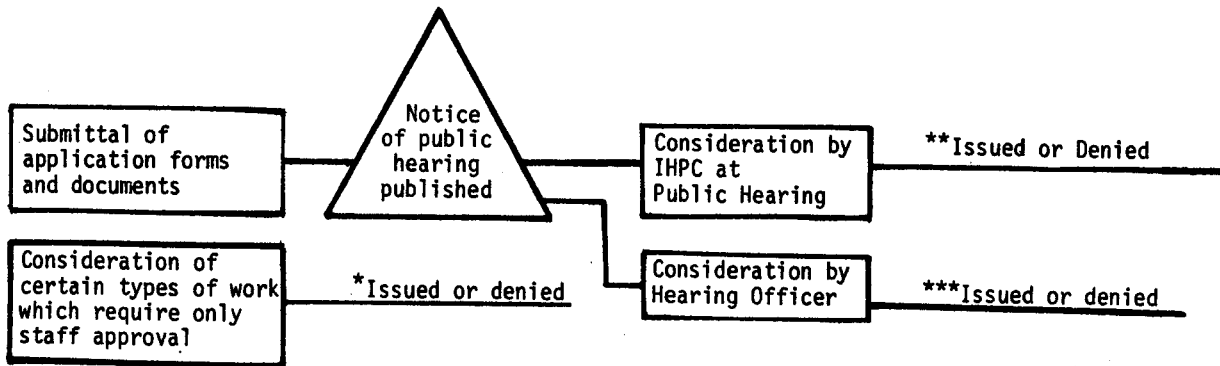 Submittal of
application forms
and documents
Notice
of public
hearing
published
Consideration by
IHPC at
Public Hearing
**Issued or Denied
Consideration of
certain types of work
which require only
staff approval
*Issued or denied
Consideration by
Hearing Officer
***Issued or denied